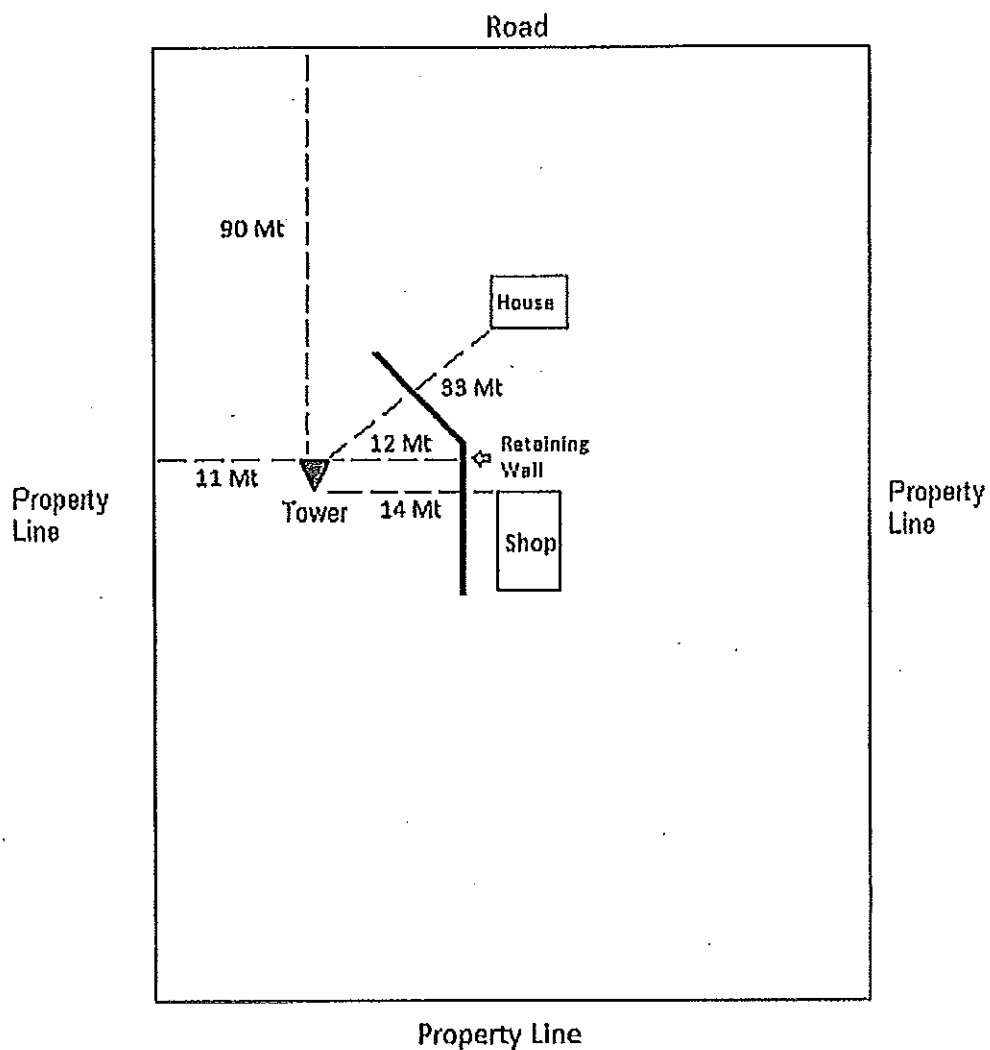 Road
90 Mt
House
33 Mt
12 Mt
Retaining
Wall
11 Mt
Property
Line
Tower
14 Mt
Shop
Property
Line
Property Line